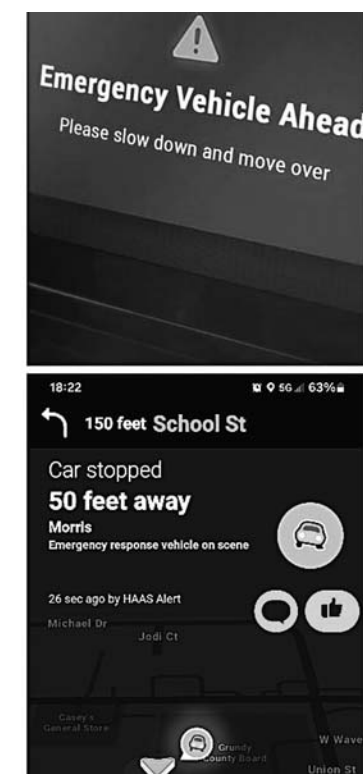 Emergency Vehicle Ahead
Please slow down and move over
18:22 5G 63%
150 feet School St
Car stopped
50 feet away
Morris
Emergency response vehicle on scene
26 sec ago by HAAS Alert
Michael Dr
Jodi Ct
Casey's
General Store
Grundy
County Board
W Wave
Union St